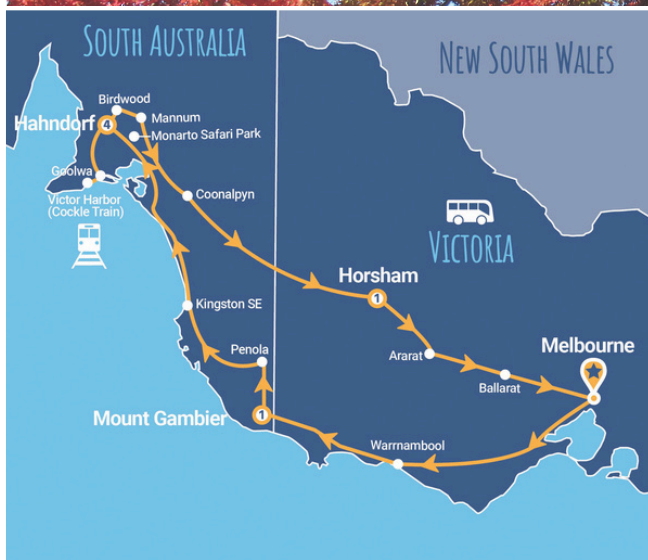 SOUTH AUSTRALIA
NEW SOUTH WALES
Birdwood
Mannum
Hahndorf
4
Monarto Safari Park
Goolwa
Victor Harbor
(Cockle Train)
Coonalpyn
VICTORIA
Horsham
1
Kingston SE
Penola
Ararat
Melbourne
Ballarat
Mount Gambier
1
Warrnambool